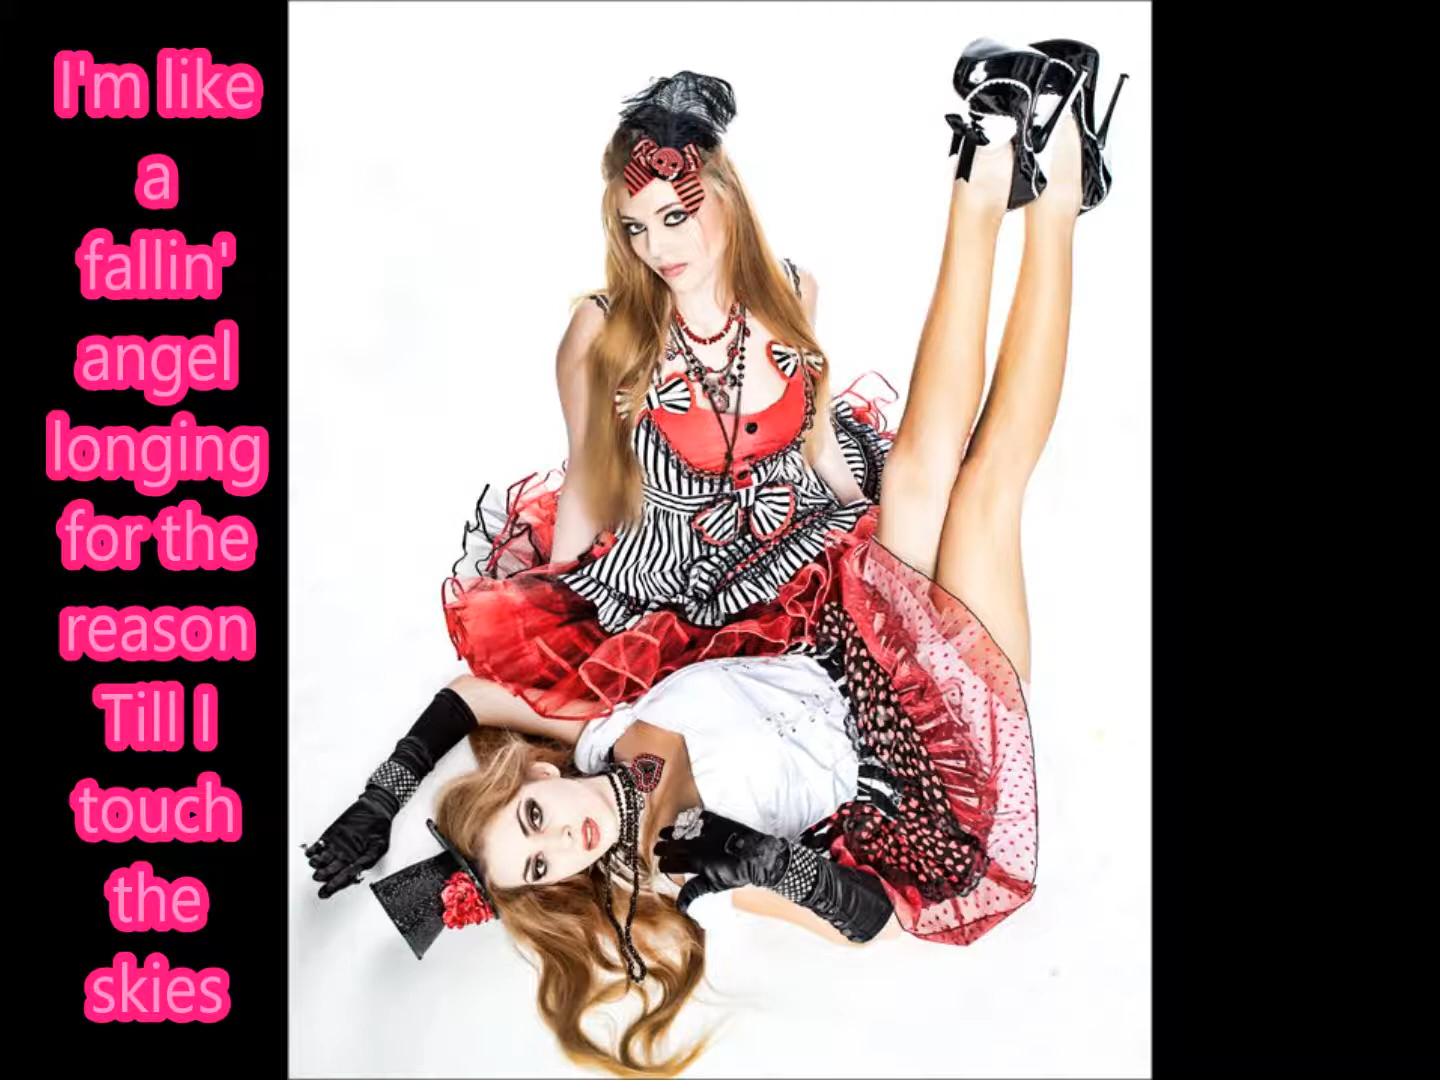 I'm like
a
fallin'
angel
longing
for the
reason
Till I
touch
the
skies